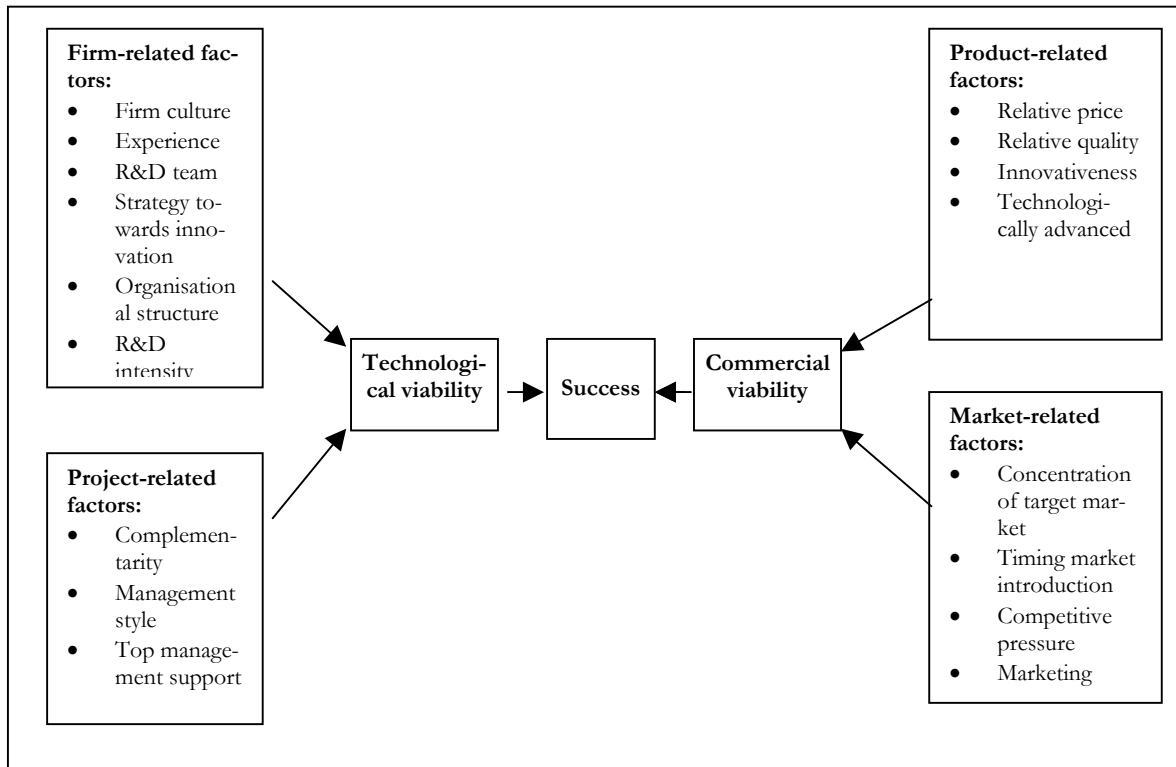 Firm-related fac-
tors:
• Firm culture
• Experience
• R&D team
• Strategy to-
wards inno-
vation
• Organisation
al structure
• R&D
intensity
Project-related
factors:
• Complemen-
tarity
• Management
style
• Top manage-
ment support
Technologi-
cal viability
Success
Commercial
viability
Product-related
factors:
• Relative price
• Relative quality
• Innovativeness
• Technologi-
cally advanced
Market-related
factors:
• Concentration
of target mar-
ket
• Timing market
introduction
• Competitive
pressure
• Marketing